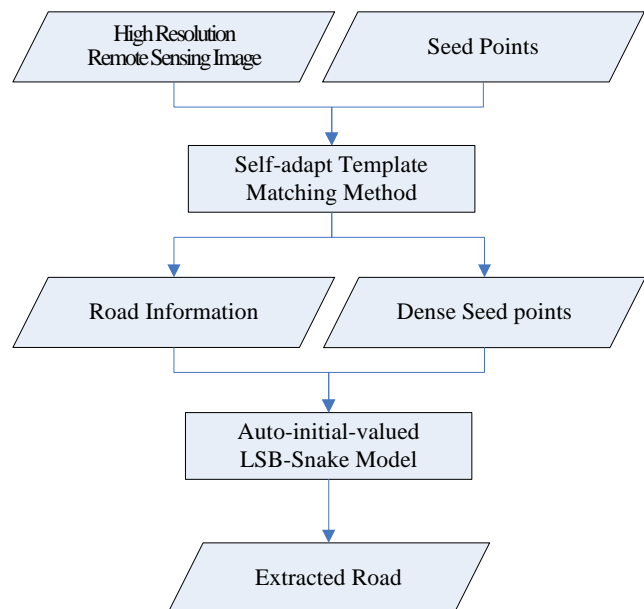 High Resolution
Remote Sensing Image
Seed Points
Self-adapt Template
Matching Method
Road Information
Dense Seed points
Auto-initial-valued
LSB-Snake Model
Extracted Road